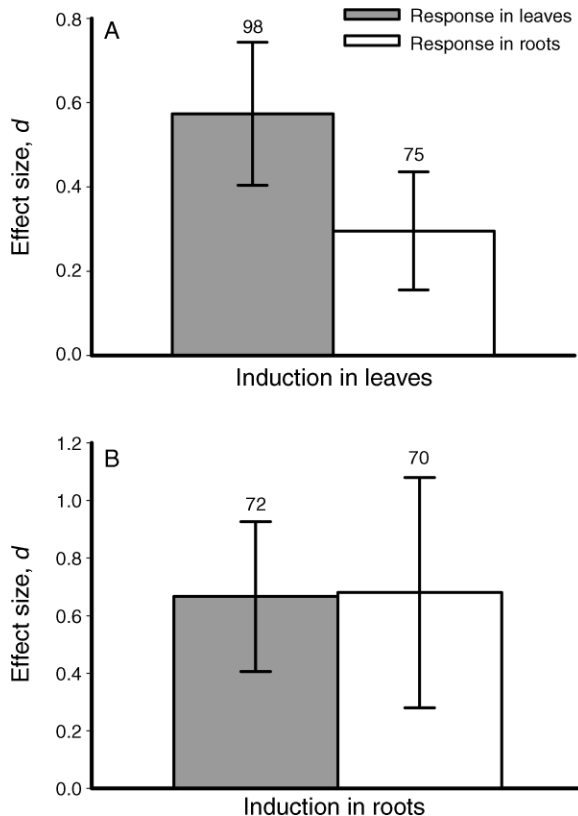 A
98
Response in leaves
Response in roots
75
0.8
0.6
0.4
0.2
0.0
Effect size, d
Induction in leaves
B
72
70
1.2
1.0
0.8
0.6
0.4
0.2
0.0
Effect size, d
Induction in roots